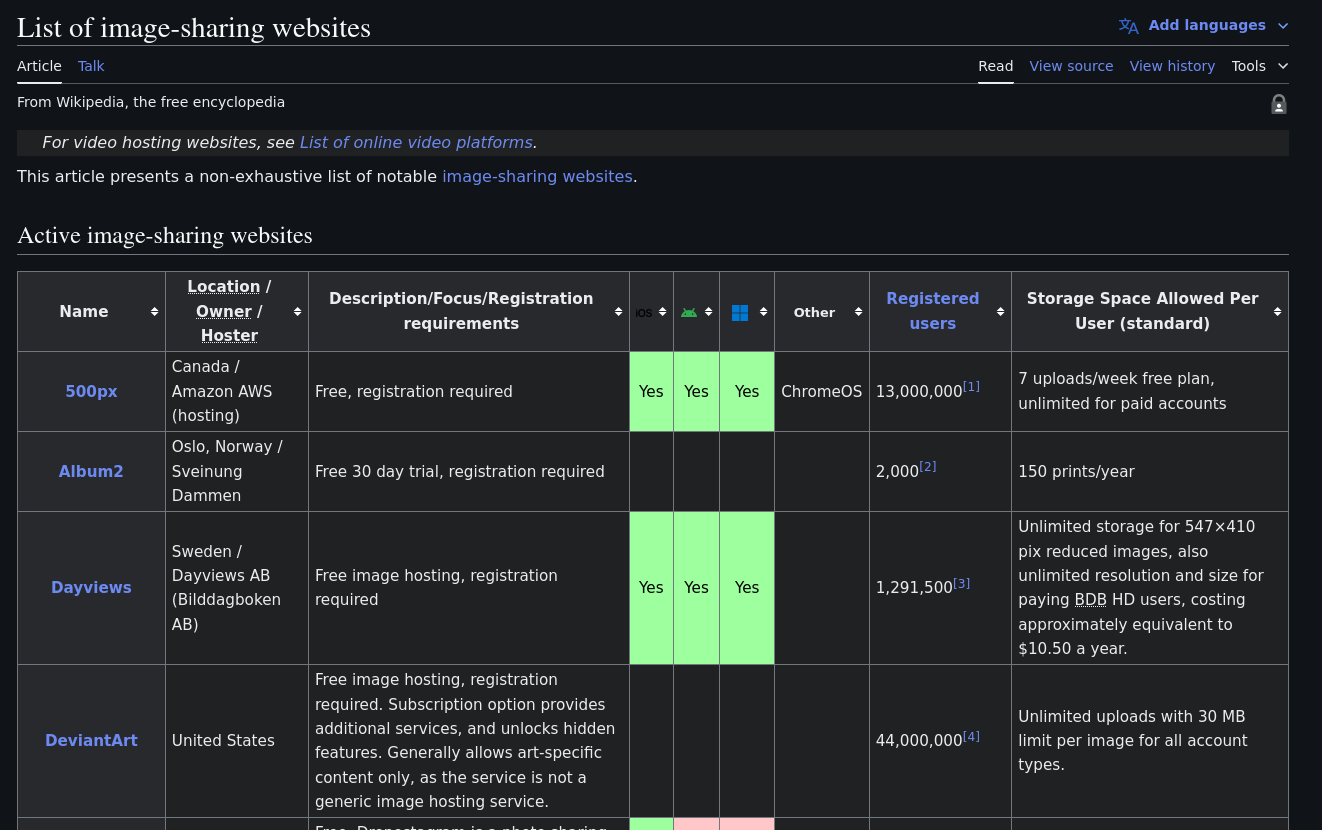 List of image-sharing websites
Add languages
Article Talk
Read View source View history Tools
From Wikipedia, the free encyclopedia
For video hosting websites, see List of online video platforms.
This article presents a non-exhaustive list of notable image-sharing websites.
Active image-sharing websites
Name
Location /
Owner /
Hoster
Description/Focus/Registration
requirements
iOS
Other
Registered
users
Storage Space Allowed Per
User (standard)
500px
Canada /
Amazon AWS
(hosting)
Free, registration required
Yes
Yes
Yes
ChromeOS
13,000,000[1]
7 uploads/week free plan,
unlimited for paid accounts
Album2
Oslo, Norway /
Sveinung
Dammen
Free 30 day trial, registration required
2,000[2]
150 prints/year
Dayviews
Sweden /
Dayviews AB
(Bilddagboken
AB)
Free image hosting, registration
required
Yes
Yes
Yes
1,291,500[3]
Unlimited storage for 547×410
pix reduced images, also
unlimited resolution and size for
paying BDB HD users, costing
approximately equivalent to
$10.50 a year.
DeviantArt
United States
Free image hosting, registration
required. Subscription option provides
additional services, and unlocks hidden
features. Generally allows art-specific
content only, as the service is not a
generic image hosting service.
44,000,000[4]
Unlimited uploads with 30 MB
limit per image for all account
types.